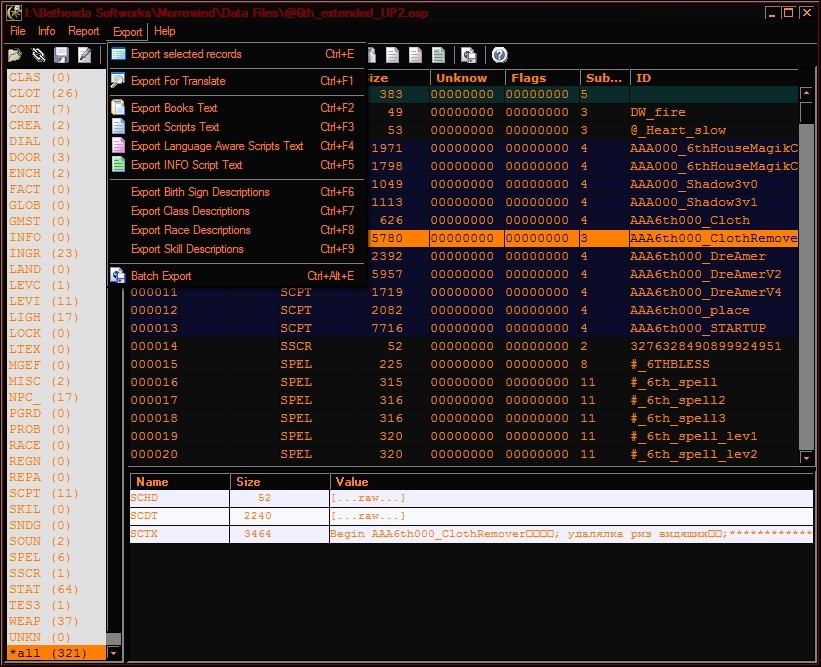 I:\Bethesda Softworks\Morrowind\Data Files\@6th_extended_UP2.esp
File Info Report Export Help
Export selected records Ctrl+E
Export For Translate Ctrl+F1
Export Books Text Ctrl+F2
Export Scripts Text Ctrl+F3
Export Language Aware Scripts Text Ctrl+F4
Export INFO Script Text Ctrl+F5
Export Birth Sign Descriptions Ctrl+F6
Export Class Descriptions Ctrl+F7
Export Race Descriptions Ctrl+F8
Export Skill Descriptions Ctrl+F9
Batch Export Ctrl+Alt+E
CLAS (0)
CLOT (26)
CONT (7)
CREA (2)
DIAL (0)
DOOR (3)
ENCH (2)
FACT (0)
GLOB (0)
GMST (0)
INFO (0)
INGR (23)
LAND (0)
LEVC (1)
LEVI (11)
LIGH (17)
LOCK (0)
LTEX (0)
MGEF (0)
MISC (2)
NPC_ (17)
PGRD (0)
PROB (0)
RACE (0)
REGN (0)
REPA (0)
SCPT (11)
SKIL (0)
SNDG (0)
SOUN (2)
SPEL (6)
SSCR (1)
STAT (64)
TES3 (1)
WEAP (37)
UNKN (0)
*all (321)
Size Unknow Flags Sub... ID
383 00000000 00000000 5
49 00000000 00000000 3 DW_fire
53 00000000 00000000 3 @_Heart_slow
1971 00000000 00000000 4 AAA000_6thHouseMagikC
1798 00000000 00000000 4 AAA000_6thHouseMagikC
1049 00000000 00000000 4 AAA000_Shadow3v0
1113 00000000 00000000 4 AAA000_Shadow3v1
626 00000000 00000000 4 AAA6th000_Cloth
5780 00000000 00000000 3 AAA6th000_ClothRemove
2392 00000000 00000000 4 AAA6th000_DreAmer
5957 00000000 00000000 4 AAA6th000_DreAmerV2
000011 SCPT 1719 00000000 00000000 4 AAA6th000_DreAmerV4
000012 SCPT 2082 00000000 00000000 4 AAA6th000_place
000013 SCPT 7716 00000000 00000000 4 AAA6th000_STARTUP
000014 SSCR 52 00000000 00000000 2 3276328490899924951
000015 SPEL 225 00000000 00000000 8 #_6THBLESS
000016 SPEL 315 00000000 00000000 11 #_6th_spell
000017 SPEL 316 00000000 00000000 11 #_6th_spell2
000018 SPEL 316 00000000 00000000 11 #_6th_spell3
000019 SPEL 320 00000000 00000000 11 #_6th_spell_lev1
000020 SPEL 320 00000000 00000000 11 #_6th_spell_lev2
Name Size Value
SCHD 52 [...raw...]
SCDT 2240 [...raw...]
SCTX 3464 Begin AAA6th000_ClothRemover□□□□; удалялка риз видящих□□;************